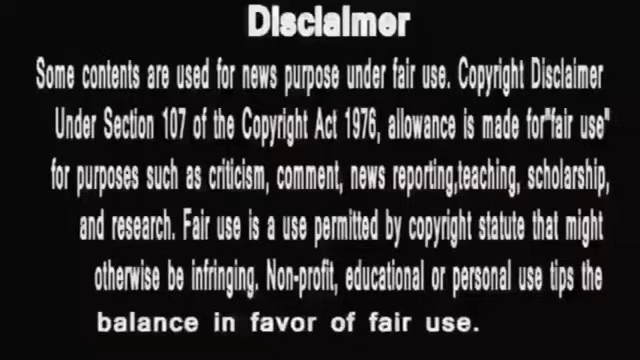 Disclaimer
Some contents are used for news purpose under fair use. Copyright Disclaimer
Under Section 107 of the Copyright Act 1976, allowance is made for"fair use"
for purposes such as criticism, comment, news reporting,teaching, scholarship,
and research. Fair use is a use permitted by copyright statute that might
otherwise be infringing. Non-profit, educational or personal use tips the
balance in favor of fair use.